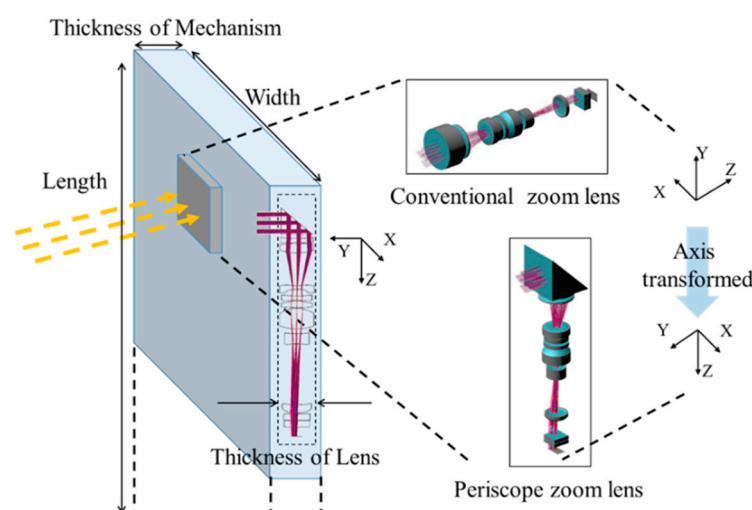 Thickness of Mechanism
Width
Length
Y
X
Z
Thickness of Lens
Conventional zoom lens
Y
Z
X
Axis
transformed
Y
X
Z
Periscope zoom lens